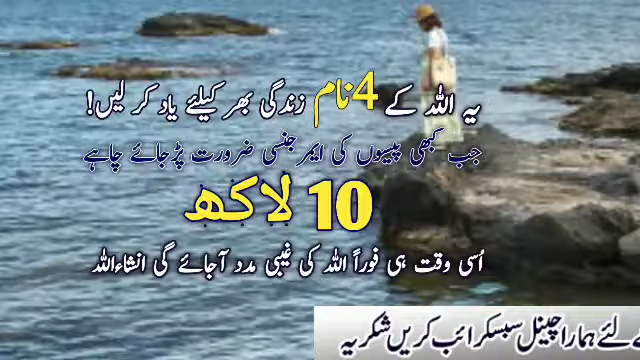 یہ اللہ کے 4 نام زندگی بھر کیلئے یاد کر لیں!
جب کبھی پیسوں کی ایمرجنسی ضرورت پڑ جائے چاہے
10 لاکھ
اُسی وقت ہی فوراً اللہ کی غیبی مدد آجائے گی انشاءاللہ
لئے ہمارا چینل سبسکرائب کریں شکریہ